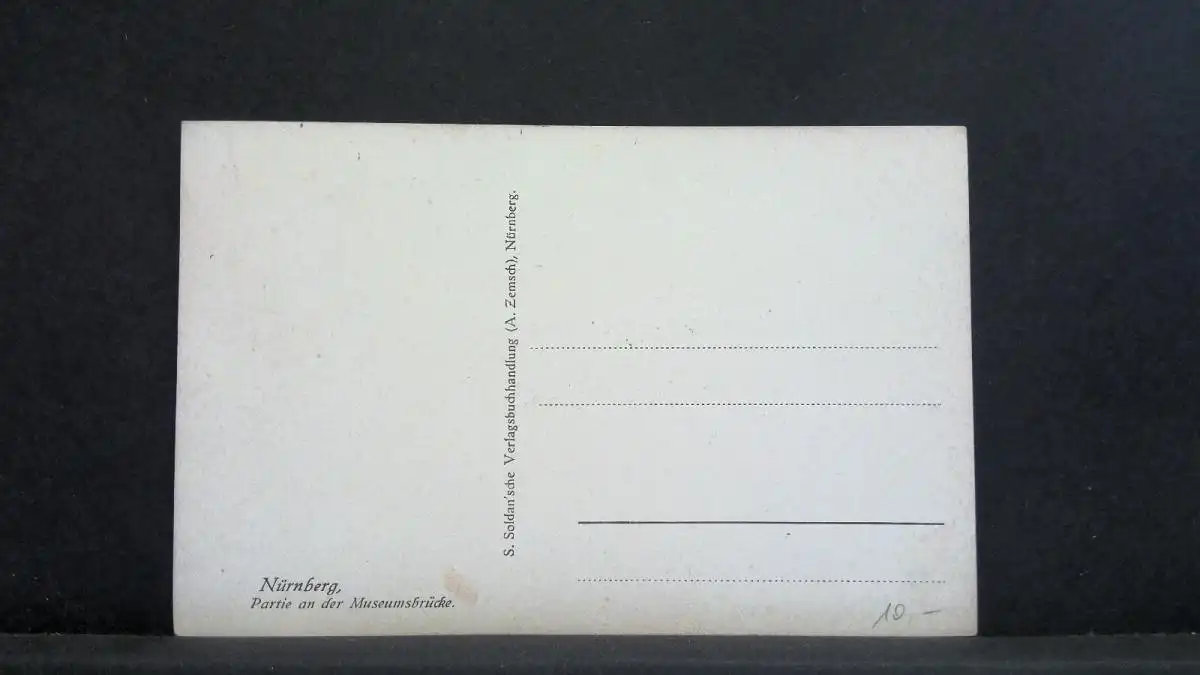 S. Soldan'sche Verlagsbuchhandlung (A. Zemsch), Nürnberg.
Nürnberg,
Partie an der Museumsbrücke.
10,–